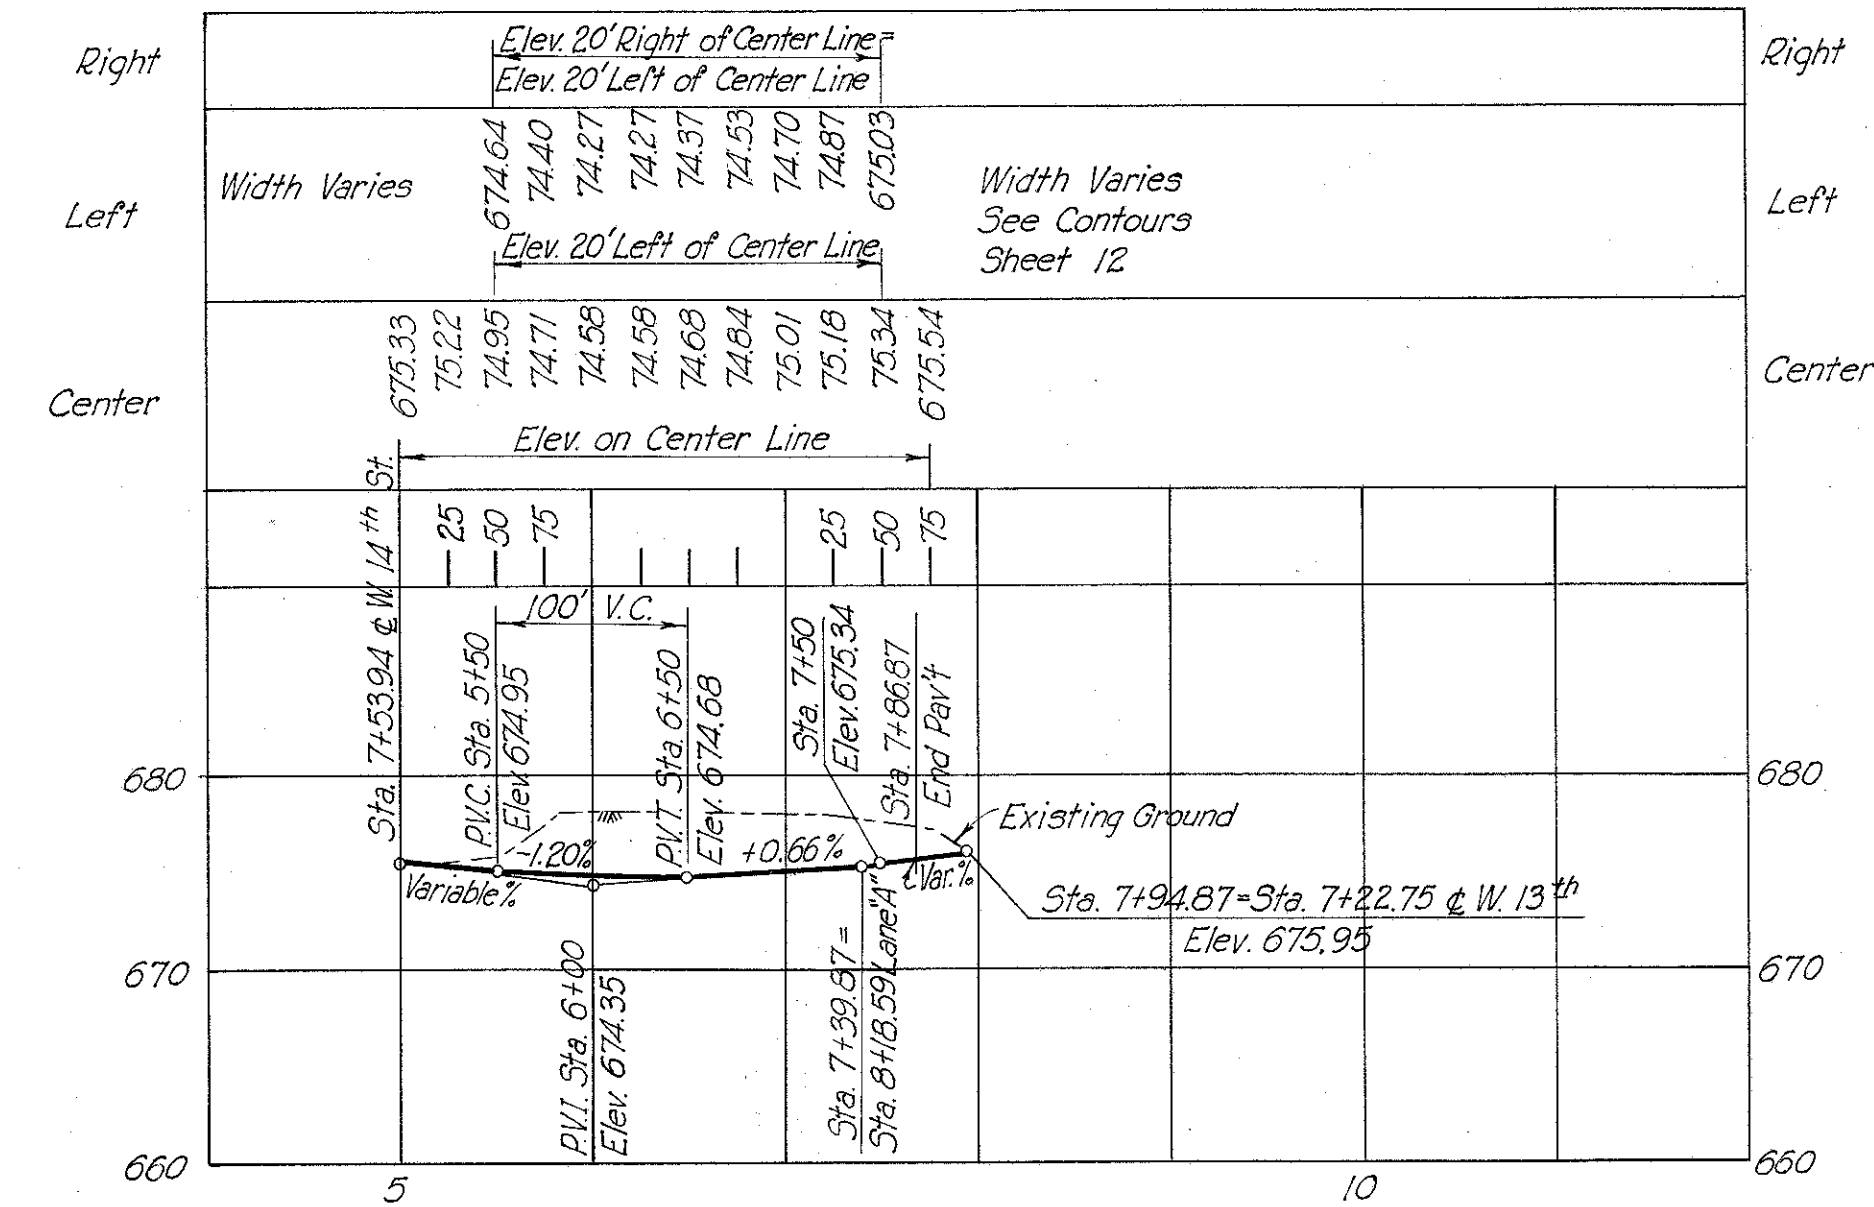 Right
Elev. 20' Right of Center Line =
Elev. 20' Left of Center Line
Right
Left
Width Varies
674.64
74.40
74.27
74.27
74.37
74.53
74.70
74.87
675.03
Elev. 20' Left of Center Line
Width Varies
See Contours
Sheet 12
Left
Center
675.33
75.22
74.95
74.71
74.58
74.58
74.68
74.84
75.01
75.18
75.34
675.54
Elev. on Center Line
Center
25
50
75
25
50
75
100' V.C.
Sta. 7+53.94 ℄ W. 14th St.
P.V.C. Sta. 5+50
Elev. 674.95
P.V.T. Sta. 6+50
Elev. 674.68
Sta. 7+50
Elev. 675.34
Sta. 7+86.87
End Pav't
680
680
Existing Ground
-1.20%
+0.66%
Variable %
Var. %
Sta. 7+94.87=Sta. 7+22.75 ℄ W. 13th
Elev. 675.95
670
670
P.V.I. Sta. 6+00
Elev. 674.35
Sta. 7+39.87 =
Sta. 8+18.59 Lane "A"
660
660
5
10